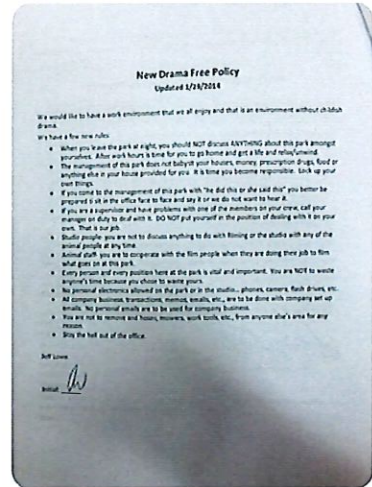 New Drama Free Policy
Updated 1/28/2014
We would like to have a work environment that we all enjoy and that is an environment without childish
drama.
We have a few new rules:
• When you leave the park at night, you should NOT discuss ANYTHING about this park amongst
yourselves. After work hours is time for you to go home and get a life and relax/unwind.
• The management of this park does not babysit your houses, money, prescription drugs, food or
anything else in your house provided for you. It is time you become responsible. Lock up your
own things.
• If you come to the management of this park with "he did this or she said this" you better be
prepared to sit in the office face to face and say it or we do not want to hear it.
• If you are a supervisor and have problems with one of the members on your crew, call your
manager on duty to deal with it. DO NOT put yourself in the position of dealing with it on your
own. That is our job.
• Studio people: you are not to discuss anything to do with filming or the studio with any of the
animal people at any time.
• Animal staff: you are to cooperate with the film people when they are doing their job to film
what goes on at this park.
• Every person and every position here at the park is vital and important. You are NOT to waste
anyone's time because you chose to waste yours.
• No personal electronics allowed on the park or in the studio... phones, camera, flash drives, etc.
• All company business, transactions, memos, emails, etc., are to be done with company set up
emails. No personal emails are to be used for company business.
• You are not to remove and hoses, mowers, work tools, etc., from anyone else's area for any
reason.
• Stay the hell out of the office.
Jeff Lowe
Initial: